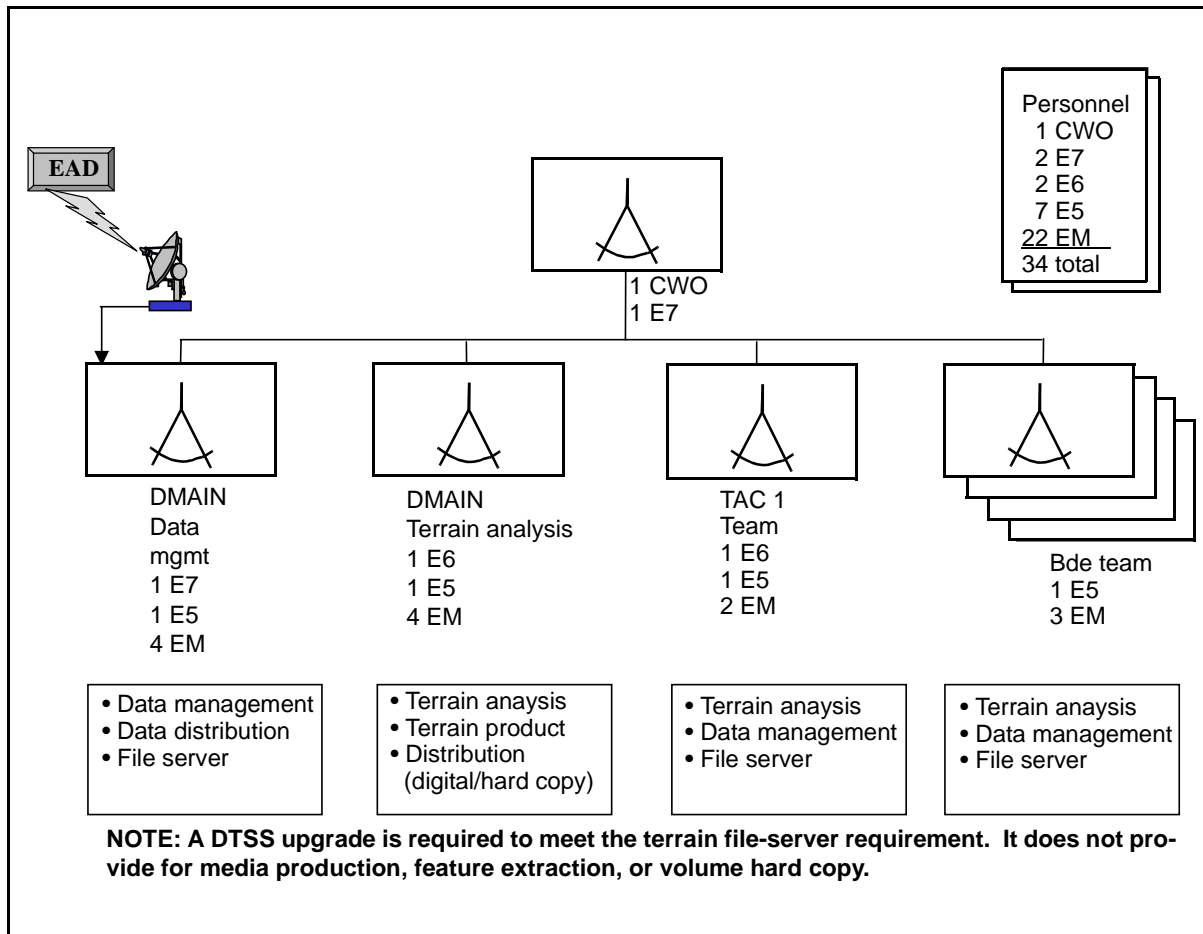 Personnel
1 CWO
2 E7
2 E6
7 E5
22 EM
34 total
EAD
1 CWO
1 E7
DMAIN
Data
mgmt
1 E7
1 E5
4 EM
DMAIN
Terrain analysis
1 E6
1 E5
4 EM
TAC 1
Team
1 E6
1 E5
2 EM
Bde team
1 E5
3 EM
• Data management
• Data distribution
• File server
• Terrain anaysis
• Terrain product
• Distribution
(digital/hard copy)
• Terrain anaysis
• Data management
• File server
• Terrain anaysis
• Data management
• File server
NOTE: A DTSS upgrade is required to meet the terrain file-server requirement. It does not pro-
vide for media production, feature extraction, or volume hard copy.